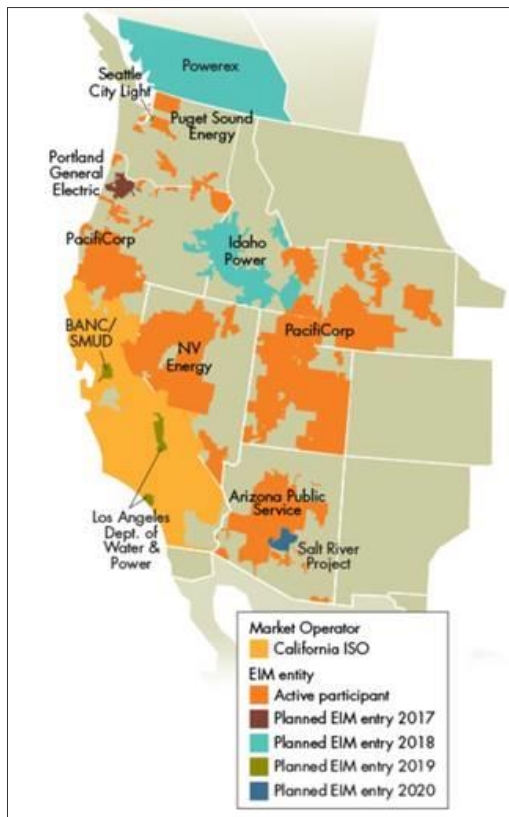 Powerex
Seattle
City Light
Puget Sound
Energy
Portland
General
Electric
PacifiCorp
Idaho
Power
BANC/
SMUD
NV
Energy
PacifiCorp
Los Angeles
Dept. of
Water &
Power
Arizona Public
Service
Salt River
Project
Market Operator
California ISO
EIM entity
Active participant
Planned EIM entry 2017
Planned EIM entry 2018
Planned EIM entry 2019
Planned EIM entry 2020